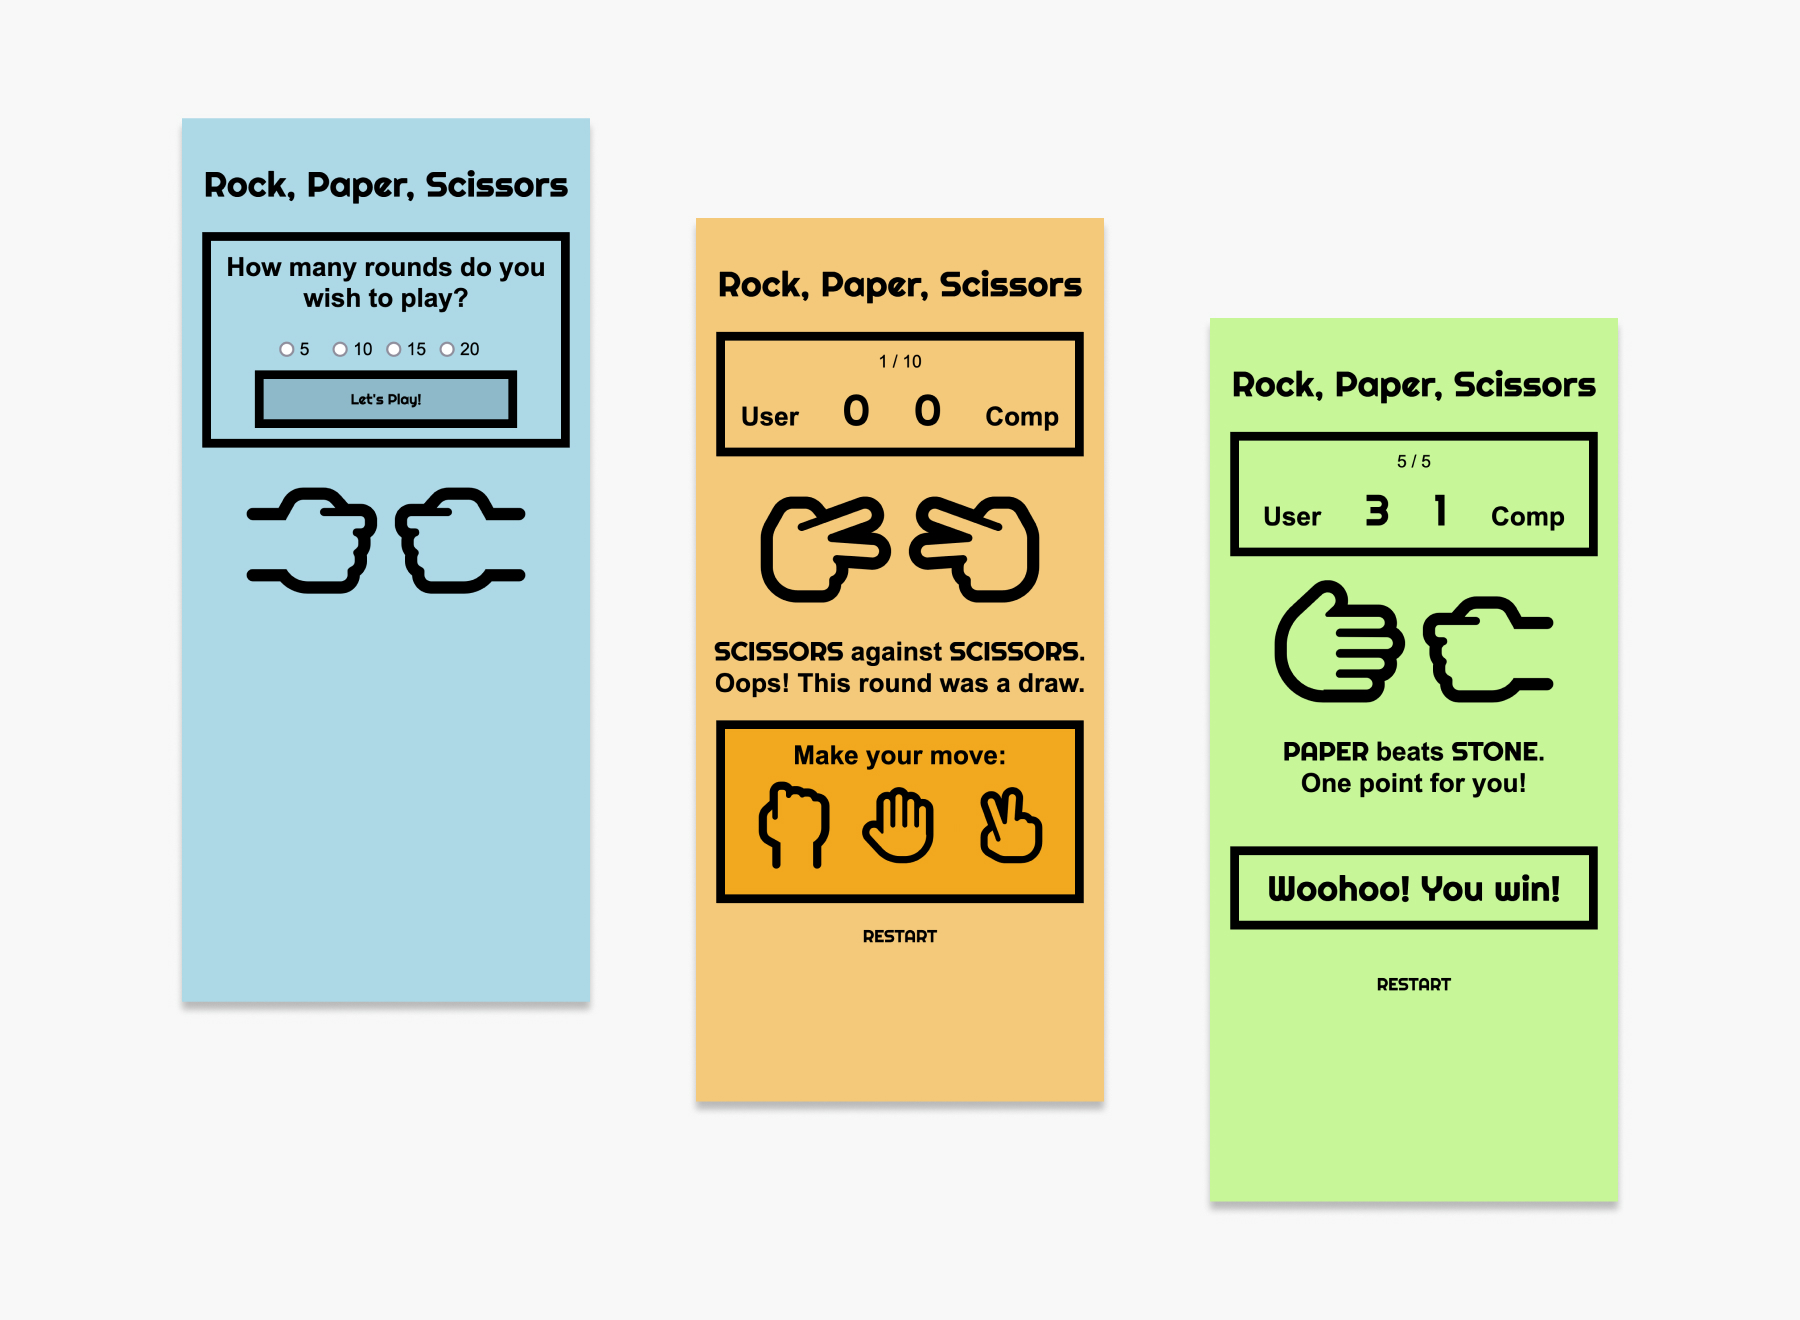 Rock, Paper, Scissors
How many rounds do you
wish to play?
5 10 15 20
Let's Play!
Rock, Paper, Scissors
1 / 10
User 0 0 Comp
SCISSORS against SCISSORS.
Oops! This round was a draw.
Make your move:
RESTART
Rock, Paper, Scissors
5 / 5
User 3 1 Comp
PAPER beats STONE.
One point for you!
Woohoo! You win!
RESTART